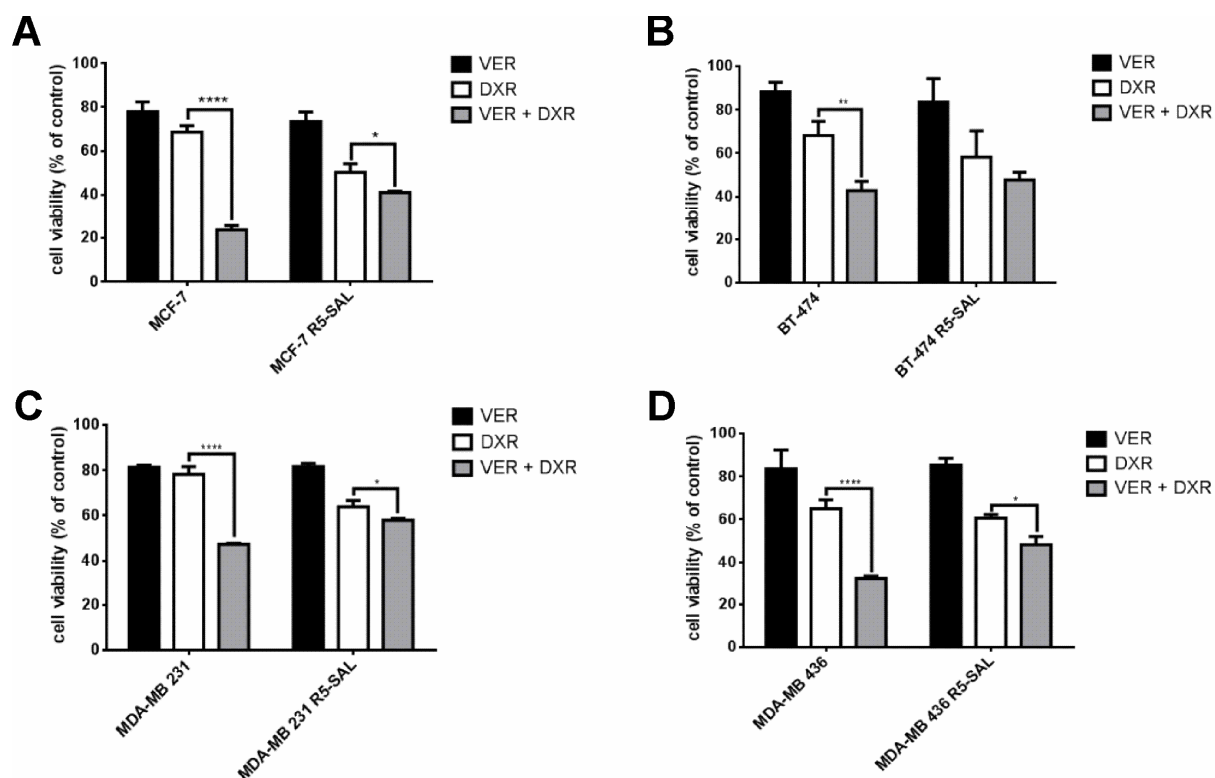 A
cell viability (% of control)
100
80
60
40
20
0
****
*
MCF-7
MCF-7 R5-SAL
VER
DXR
VER + DXR
B
cell viability (% of control)
100
80
60
40
20
0
**
BT-474
BT-474 R5-SAL
VER
DXR
VER + DXR
C
cell viability (% of control)
100
80
60
40
20
0
****
*
MDA-MB 231
MDA-MB 231 R5-SAL
VER
DXR
VER + DXR
D
cell viability (% of control)
100
80
60
40
20
0
****
*
MDA-MB 436
MDA-MB 436 R5-SAL
VER
DXR
VER + DXR